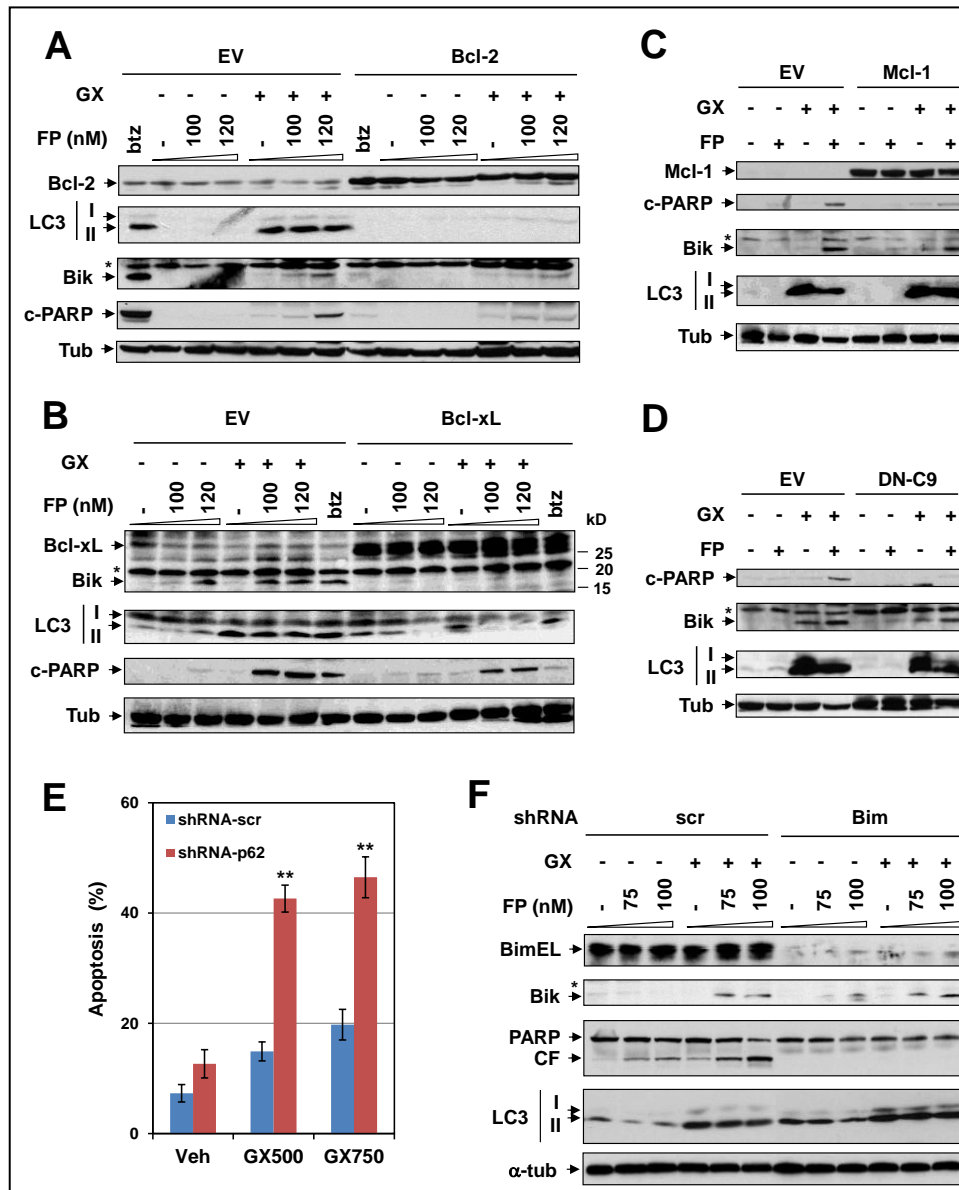 A
EV Bcl-2
GX - - - + + + - - - + + +
FP (nM) btz - 100 120 - 100 120 btz - 100 120 - 100 120
Bcl-2
LC3 I
II
*
Bik
c-PARP
Tub
B
EV Bcl-xL
GX - - - + + + - - - + + +
FP (nM) - 100 120 - 100 120 btz - 100 120 - 100 120 btz
kD
Bcl-xL
25
* 20
Bik 15
LC3 I
II
c-PARP
Tub
C
EV Mcl-1
GX - - + + - - + +
FP - + - + - + - +
Mcl-1
c-PARP
*
Bik
LC3 I
II
Tub
D
EV DN-C9
GX - - + + - - + +
FP - + - + - + - +
c-PARP
*
Bik
LC3 I
II
Tub
E
60
40
20
0
Apoptosis (%)
shRNA-scr
shRNA-p62
**
**
Veh GX500 GX750
F
shRNA scr Bim
GX - - - + + + - - - + + +
FP (nM) - 75 100 - 75 100 - 75 100 - 75 100
BimEL
*
Bik
PARP
CF
LC3 I
II
α-tub